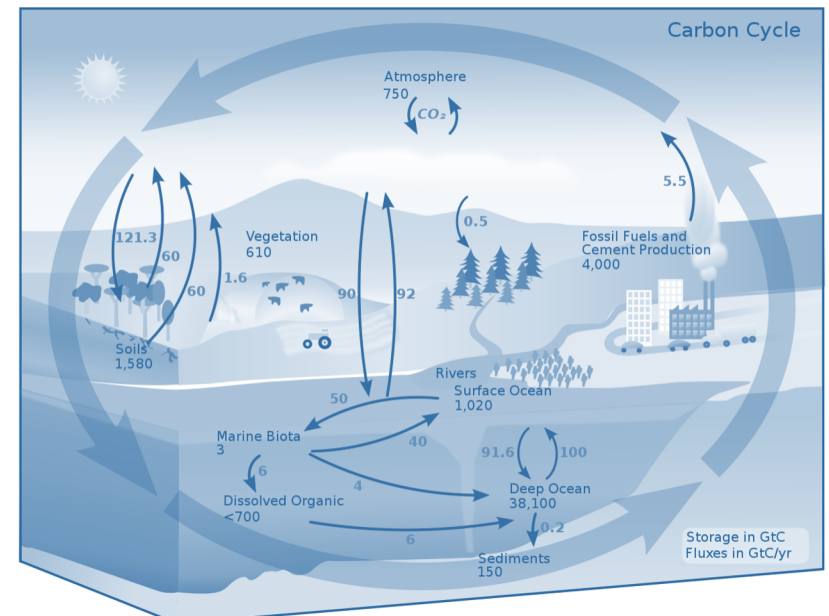 Carbon Cycle
Atmosphere
750
CO₂
5.5
121.3
60
60
1.6
Vegetation
610
0.5
Fossil Fuels and
Cement Production
4,000
90
92
Soils
1,580
Rivers
Surface Ocean
1,020
50
40
Marine Biota
3
91.6
100
6
4
Dissolved Organic
<700
Deep Ocean
38,100
6
0.2
Sediments
150
Storage in GtC
Fluxes in GtC/yr